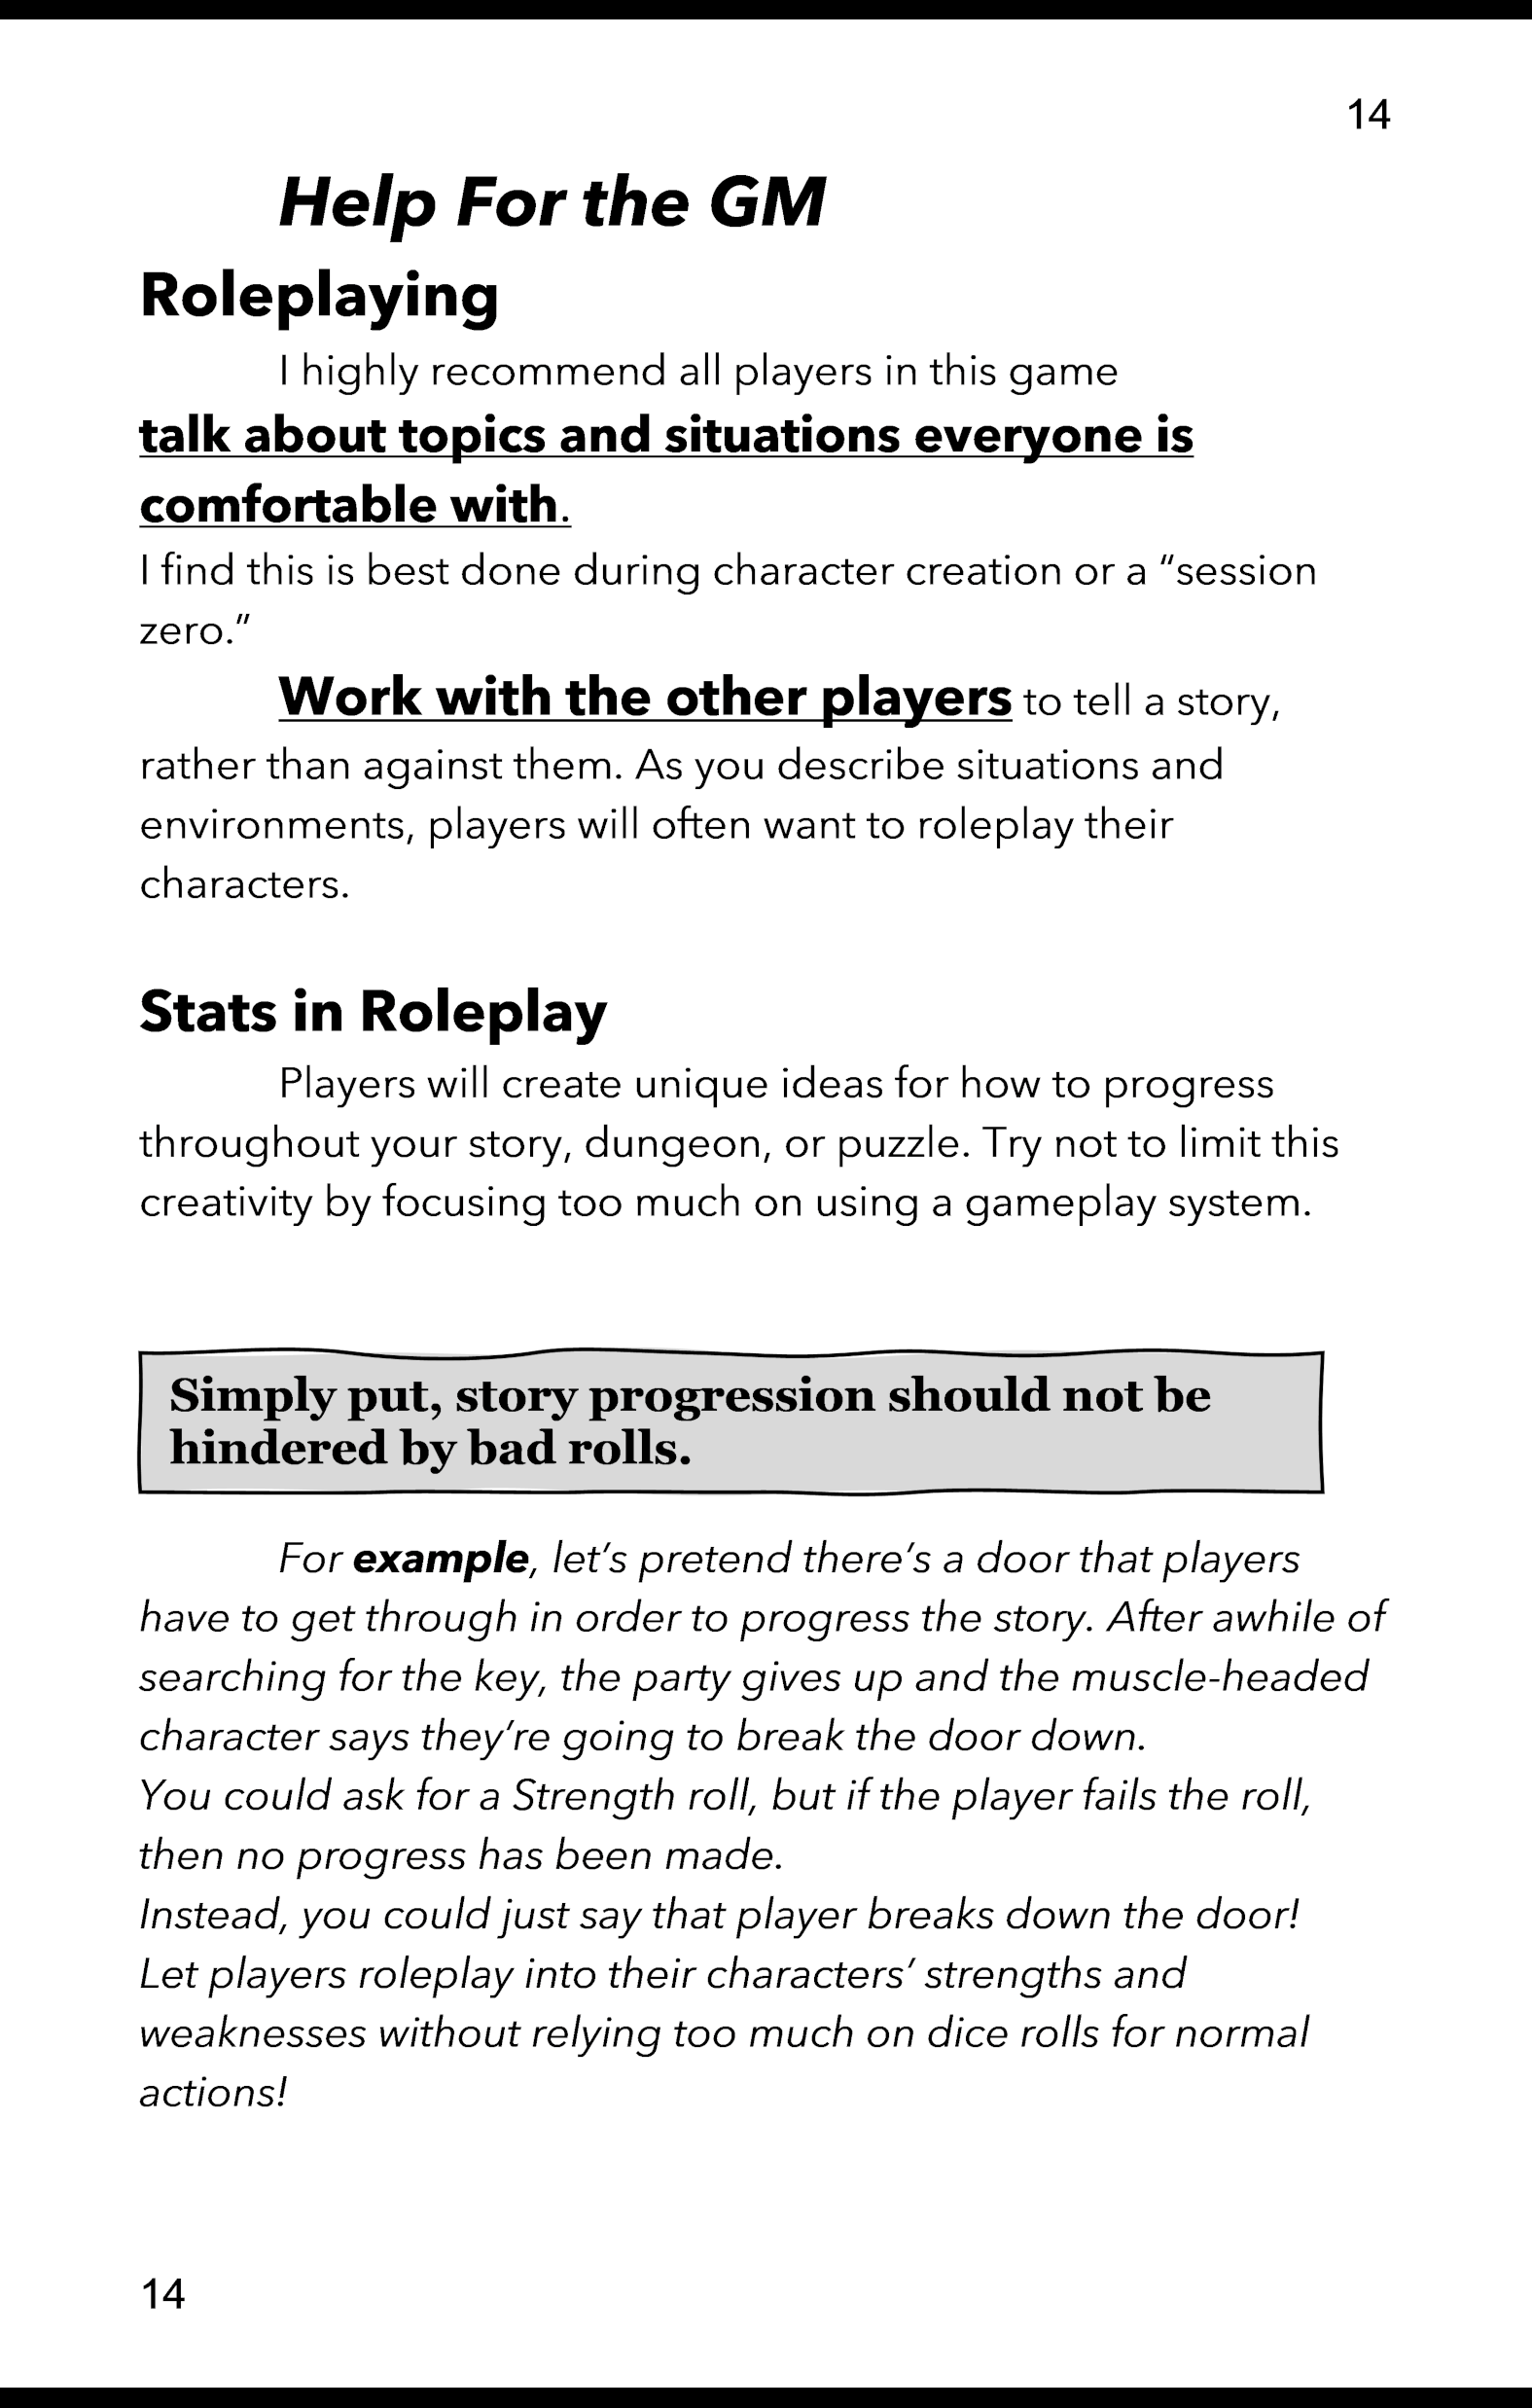 14
Help For the GM
Roleplaying
I highly recommend all players in this game
talk about topics and situations everyone is
comfortable with.
I find this is best done during character creation or a “session
zero.”
Work with the other players to tell a story,
rather than against them. As you describe situations and
environments, players will often want to roleplay their
characters.
Stats in Roleplay
Players will create unique ideas for how to progress
throughout your story, dungeon, or puzzle. Try not to limit this
creativity by focusing too much on using a gameplay system.
Simply put, story progression should not be
hindered by bad rolls.
For example, let’s pretend there’s a door that players
have to get through in order to progress the story. After awhile of
searching for the key, the party gives up and the muscle-headed
character says they’re going to break the door down.
You could ask for a Strength roll, but if the player fails the roll,
then no progress has been made.
Instead, you could just say that player breaks down the door!
Let players roleplay into their characters’ strengths and
weaknesses without relying too much on dice rolls for normal
actions!
14